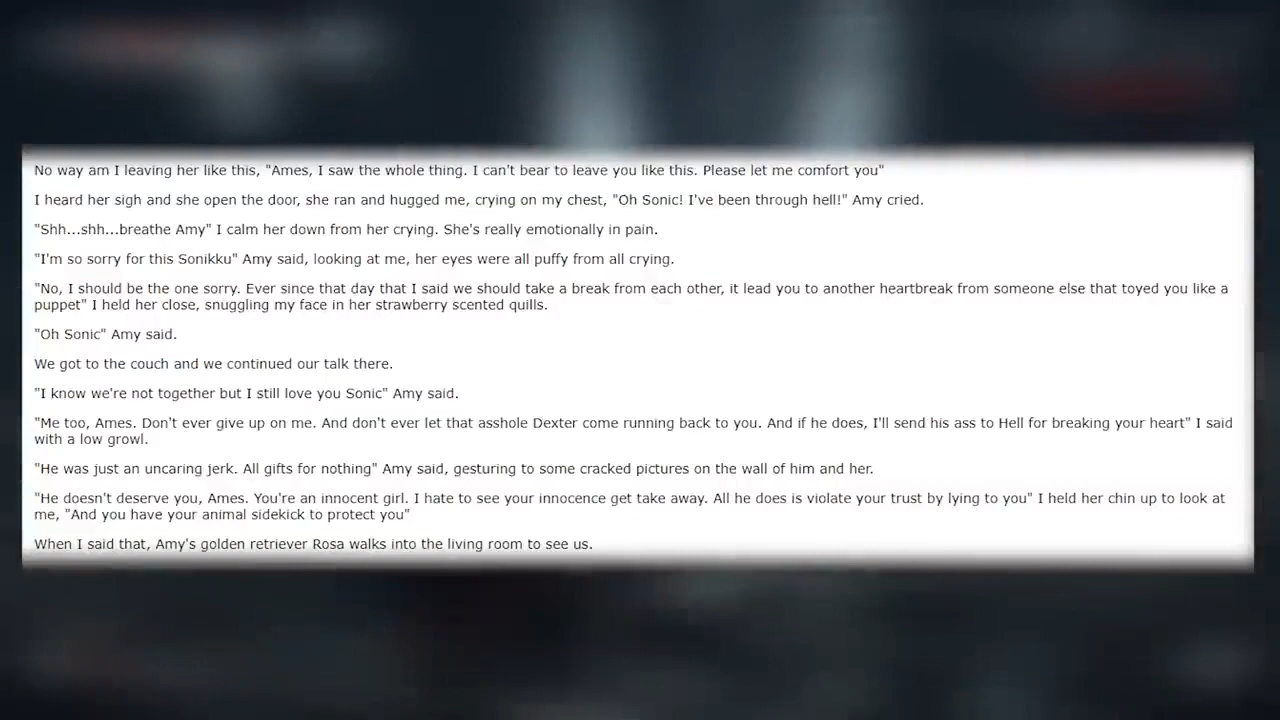 No way am I leaving her like this, "Ames, I saw the whole thing. I can't bear to leave you like this. Please let me comfort you"
I heard her sigh and she open the door, she ran and hugged me, crying on my chest, "Oh Sonic! I've been through hell!" Amy cried.
"Shh...shh...breathe Amy" I calm her down from her crying. She's really emotionally in pain.
"I'm so sorry for this Sonikku" Amy said, looking at me, her eyes were all puffy from all crying.
"No, I should be the one sorry. Ever since that day that I said we should take a break from each other, it lead you to another heartbreak from someone else that toyed you like a
puppet" I held her close, snuggling my face in her strawberry scented quills.
"Oh Sonic" Amy said.
We got to the couch and we continued our talk there.
"I know we're not together but I still love you Sonic" Amy said.
"Me too, Ames. Don't ever give up on me. And don't ever let that asshole Dexter come running back to you. And if he does, I'll send his ass to Hell for breaking your heart" I said
with a low growl.
"He was just an uncaring jerk. All gifts for nothing" Amy said, gesturing to some cracked pictures on the wall of him and her.
"He doesn't deserve you, Ames. You're an innocent girl. I hate to see your innocence get take away. All he does is violate your trust by lying to you" I held her chin up to look at
me, "And you have your animal sidekick to protect you"
When I said that, Amy's golden retriever Rosa walks into the living room to see us.